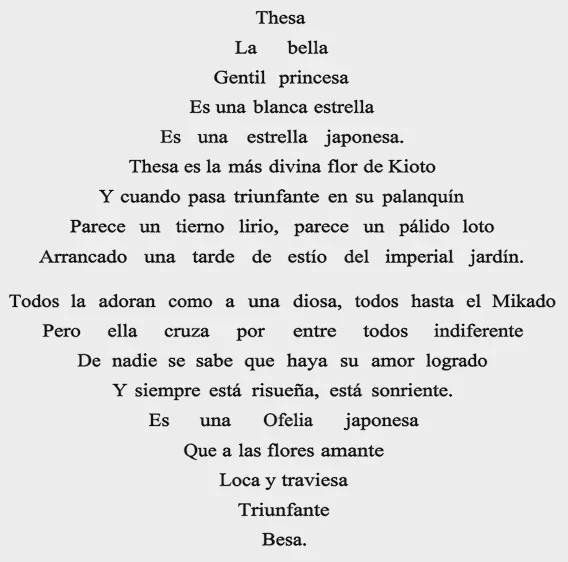 Thesa
La bella
Gentil princesa
Es una blanca estrella
Es una estrella japonesa.
Thesa es la más divina flor de Kioto
Y cuando pasa triunfante en su palanquín
Parece un tierno lirio, parece un pálido loto
Arrancado una tarde de estío del imperial jardín.
Todos la adoran como a una diosa, todos hasta el Mikado
Pero ella cruza por entre todos indiferente
De nadie se sabe que haya su amor logrado
Y siempre está risueña, está sonriente.
Es una Ofelia japonesa
Que a las flores amante
Loca y traviesa
Triunfante
Besa.